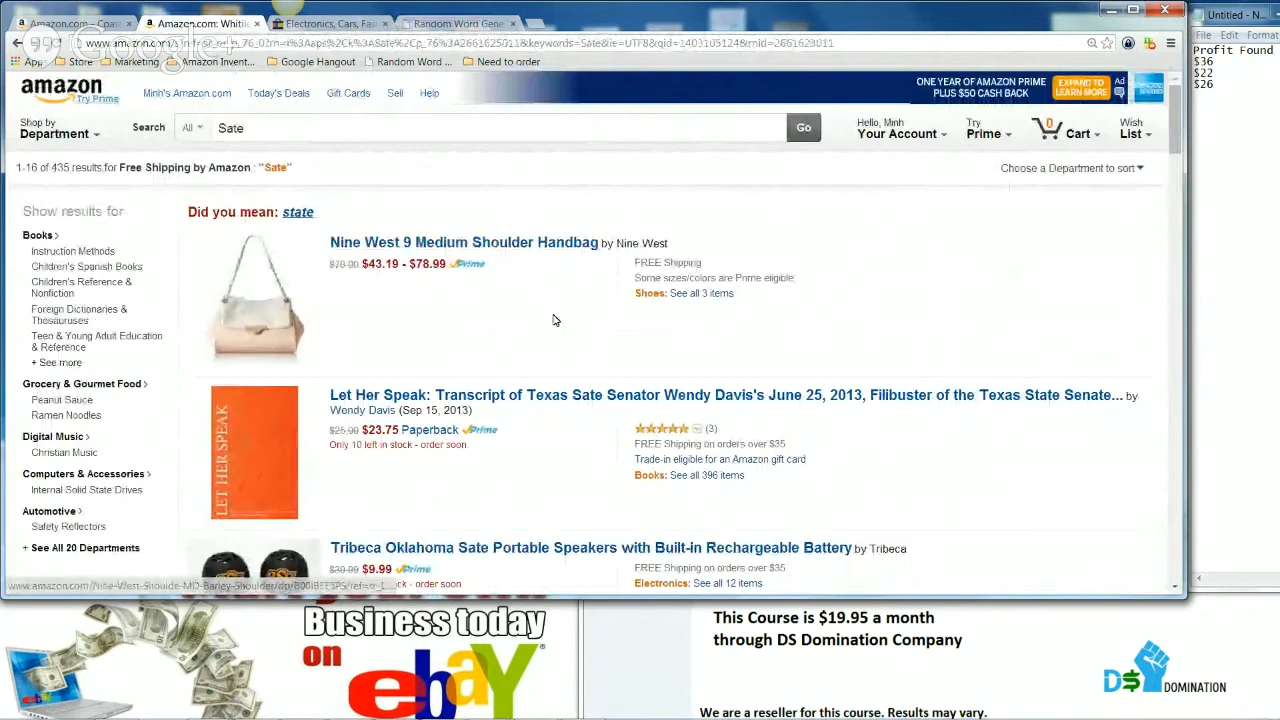 Amazon.com - Coast
Amazon.com: Whitil
Electronics, Cars, Fas
Random Word Gene
Untitled - N
Google+
App
Store
Marketing
Amazon Invent...
Google Hangout
Random Word ...
Need to order
File Edit Format
Profit Found
$36
$22
$26
amazon
Try Prime
Minh's Amazon.com
Today's Deals
Gift Cards
Sell
Help
ONE YEAR OF AMAZON PRIME
PLUS $50 CASH BACK
EXPAND TO
LEARN MORE
Ad
Shop by
Department
Search
All
Sate
Go
Hello, Minh
Your Account
Try
Prime
0
Cart
Wish
List
1-16 of 435 results for Free Shipping by Amazon : "Sate"
Choose a Department to sort
Show results for
Books
Instruction Methods
Children's Spanish Books
Children's Reference &
Nonfiction
Foreign Dictionaries &
Thesauruses
Teen & Young Adult Education
& Reference
+ See more
Grocery & Gourmet Food
Peanut Sauce
Ramen Noodles
Digital Music
Christian Music
Computers & Accessories
Internal Solid State Drives
Automotive
Safety Reflectors
+ See All 20 Departments
Did you mean: state
Nine West 9 Medium Shoulder Handbag by Nine West
$79.00 $43.19 - $78.99 Prime
FREE Shipping
Some sizes/colors are Prime eligible
Shoes: See all 3 items
LET HER SPEAK
Let Her Speak: Transcript of Texas Sate Senator Wendy Davis's June 25, 2013, Filibuster of the Texas State Senate... by
Wendy Davis (Sep 15, 2013)
$25.00 $23.75 Paperback Prime
Only 10 left in stock - order soon.
(3)
FREE Shipping on orders over $35
Trade-in eligible for an Amazon gift card
Books: See all 396 items
Tribeca Oklahoma Sate Portable Speakers with Built-in Rechargeable Battery by Tribeca
$39.99 $9.99 Prime
ck - order soon
FREE Shipping on orders over $35
Electronics: See all 12 items
Business today
on
ebay
This Course is $19.95 a month
through DS Domination Company
D$ DOMINATION
We are a reseller for this course. Results may vary.